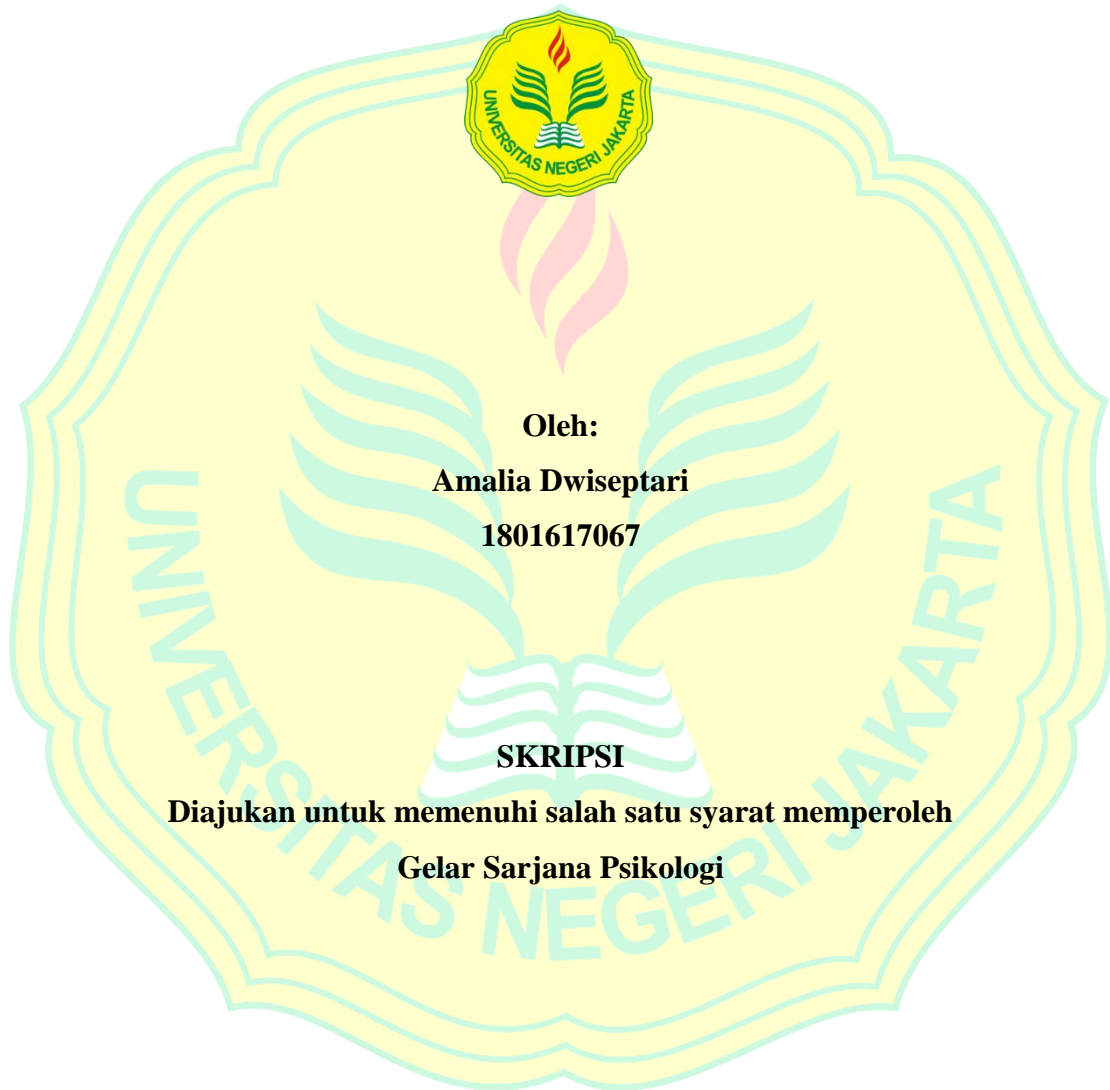 UNIVERSITAS NEGERI JAKARTA
Oleh:
Amalia Dwiseptari
1801617067
SKRIPSI
Diajukan untuk memenuhi salah satu syarat memperoleh
Gelar Sarjana Psikologi
UNIVERSITAS NEGERI JAKARTA